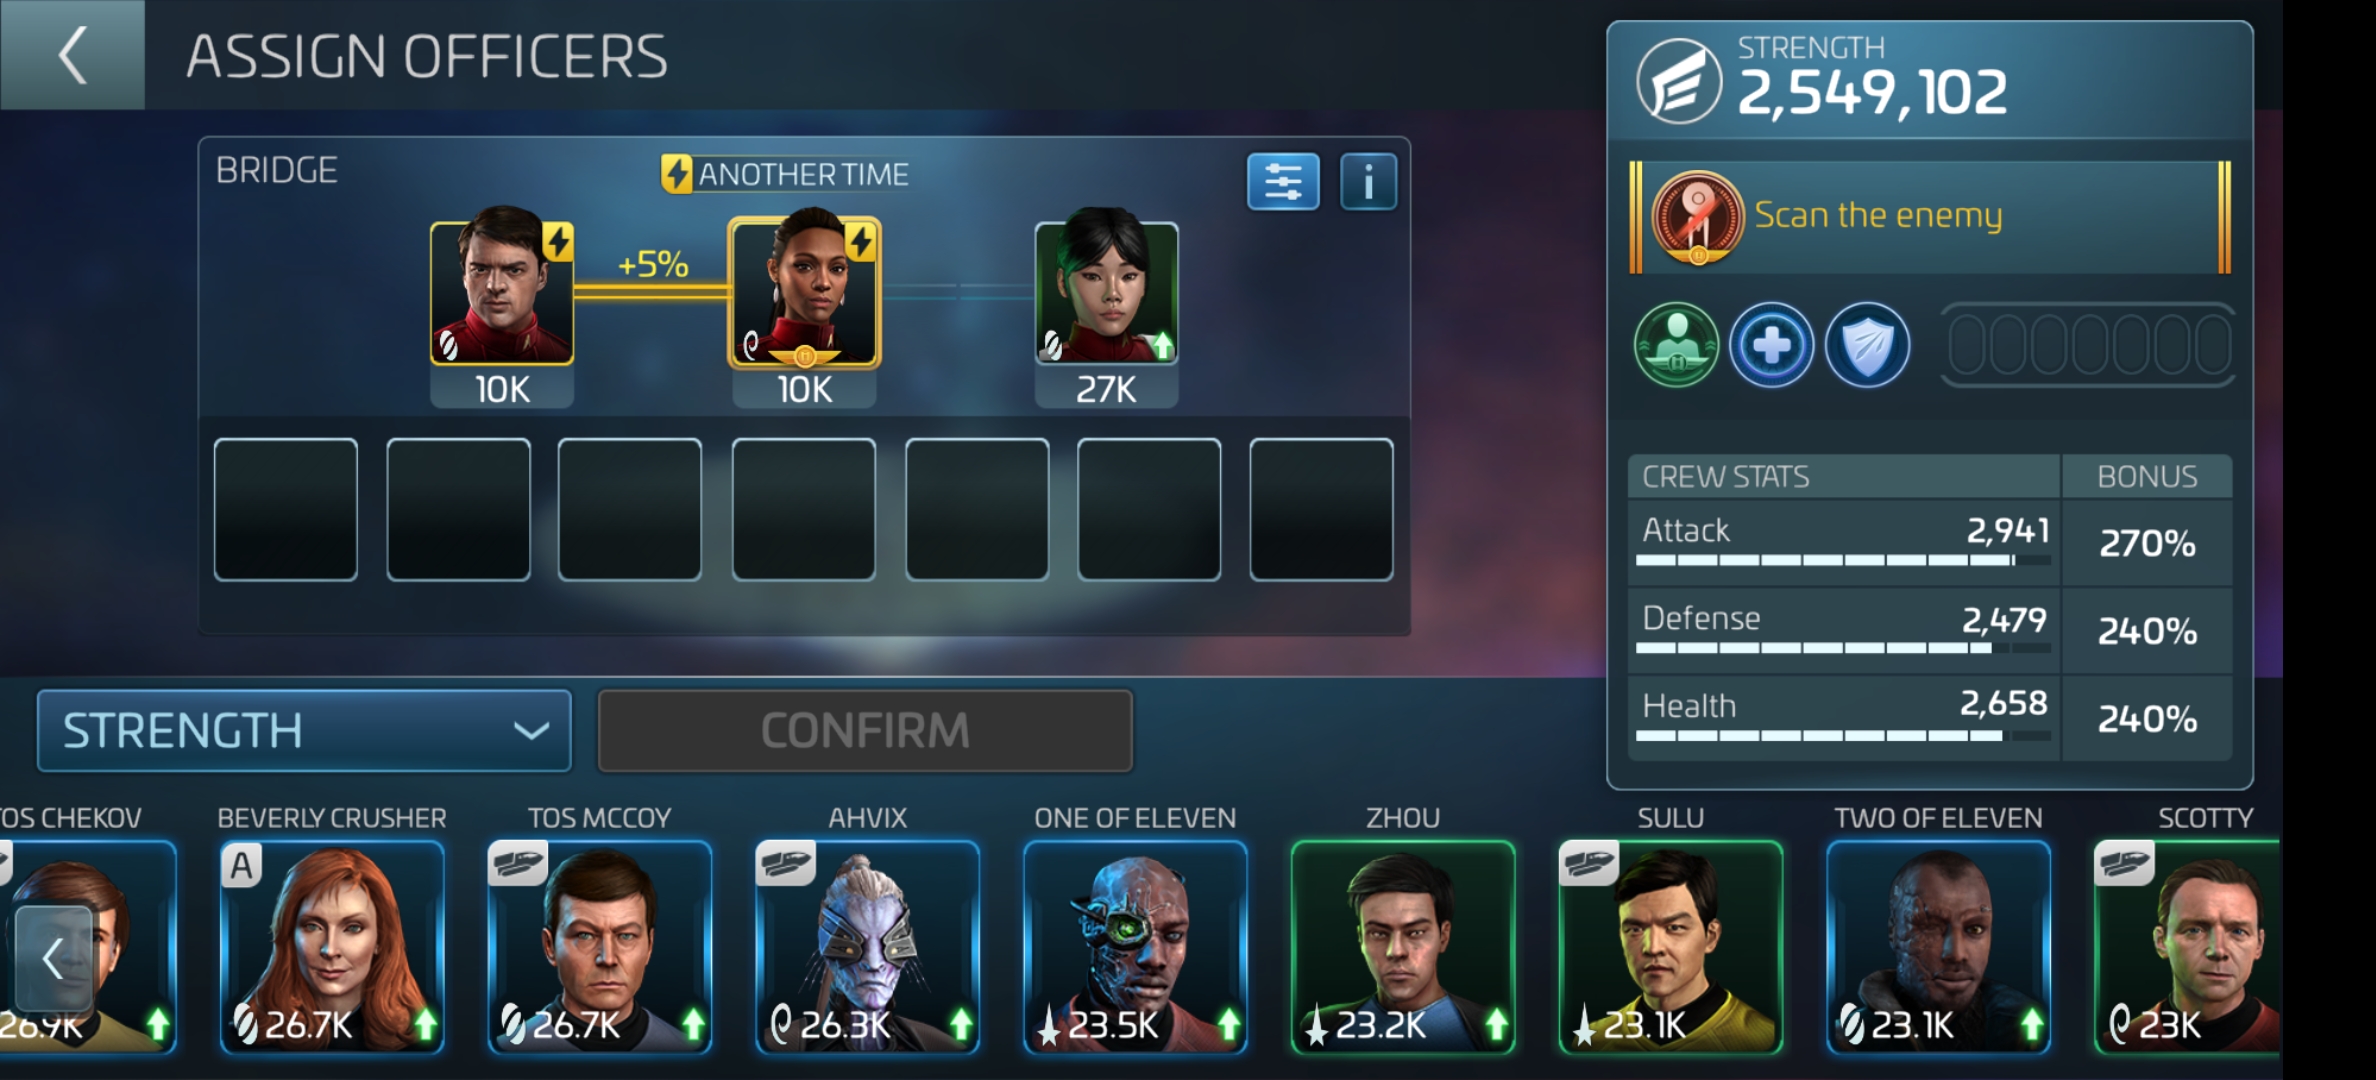 ASSIGN OFFICERS
BRIDGE
ANOTHER TIME
+5%
10K
10K
27K
STRENGTH
2,549,102
Scan the enemy
CREW STATS
BONUS
Attack
2,941
270%
Defense
2,479
240%
Health
2,658
240%
STRENGTH
CONFIRM
TOS CHEKOV
BEVERLY CRUSHER
TOS MCCOY
AHVIX
ONE OF ELEVEN
ZHOU
SULU
TWO OF ELEVEN
SCOTTY
A
26.9K
26.7K
26.7K
26.3K
23.5K
23.2K
23.1K
23.1K
23K